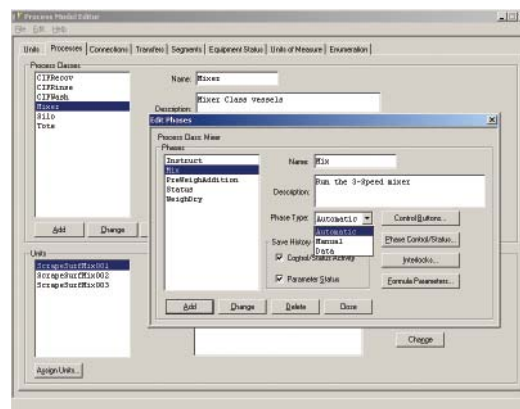 Process Model Editor
File Edit Help
Units Processes Connections Transfers Segments Equipment Status Units of Measure Enumeration
Process Classes
CIPRecov
CIPRinse
CIPWash
Mixer
Silo
Tote
Name: Mixer
Description: Mixer Class vessels
Add Change
Units
ScrapeSurfMix001
ScrapeSurfMix002
ScrapeSurfMix003
Assign Units...
Change
Edit Phases
Process Class: Mixer
Phases
Instruct
Mix
PreWeighAddition
Status
WeighDry
Name: Mix
Description: Run the 3-Speed mixer
Phase Type: Automatic
Automatic
Manual
Data
Save History
Control/Status Activity
Parameter Status
Control Buttons...
Phase Control/Status...
Interlocks...
Formula Parameters...
Add Change Delete Close